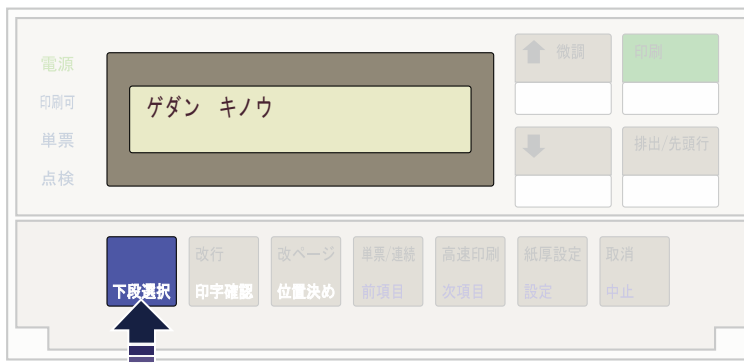 電源
印刷可
単票
点検
ゲダン キノウ
微調
印刷
排出/先頭行
下段選択
改行
印字確認
改ページ
位置決め
単票/連続
前項目
高速印刷
次項目
紙厚設定
設定
取消
中止